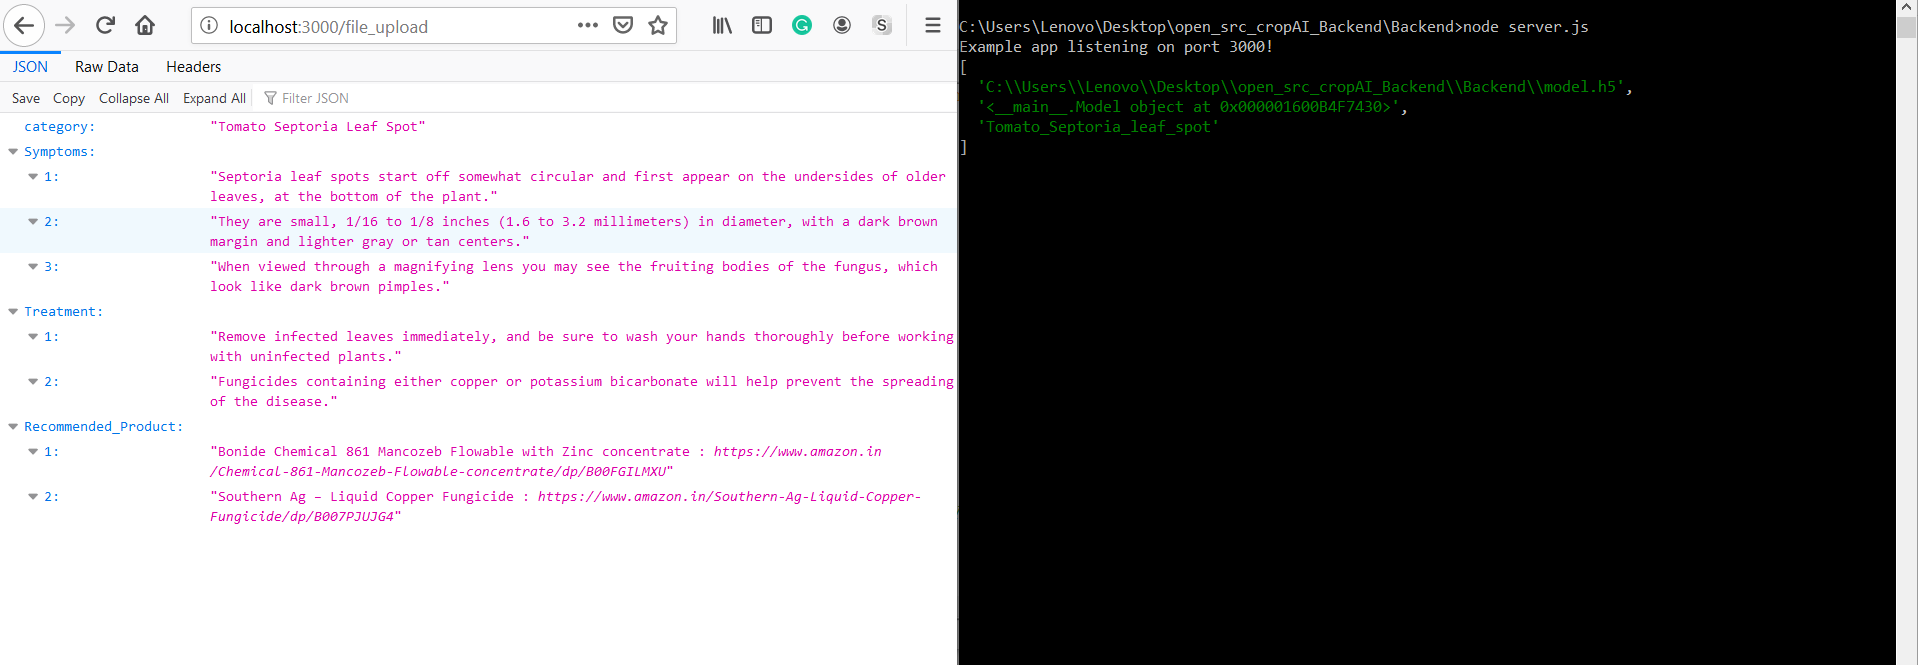 localhost:3000/file_upload
JSON
Raw Data
Headers
Save
Copy
Collapse All
Expand All
Filter JSON
category: "Tomato Septoria Leaf Spot"
Symptoms:
1: "Septoria leaf spots start off somewhat circular and first appear on the undersides of older
leaves, at the bottom of the plant."
2: "They are small, 1/16 to 1/8 inches (1.6 to 3.2 millimeters) in diameter, with a dark brown
margin and lighter gray or tan centers."
3: "When viewed through a magnifying lens you may see the fruiting bodies of the fungus, which
look like dark brown pimples."
Treatment:
1: "Remove infected leaves immediately, and be sure to wash your hands thoroughly before working
with uninfected plants."
2: "Fungicides containing either copper or potassium bicarbonate will help prevent the spreading
of the disease."
Recommended_Product:
1: "Bonide Chemical 861 Mancozeb Flowable with Zinc concentrate : https://www.amazon.in
/Chemical-861-Mancozeb-Flowable-concentrate/dp/B00FGILMXU"
2: "Southern Ag – Liquid Copper Fungicide : https://www.amazon.in/Southern-Ag-Liquid-Copper-
Fungicide/dp/B007PJUJG4"
C:\Users\Lenovo\Desktop\open_src_cropAI_Backend\Backend>node server.js
Example app listening on port 3000!
[
'C:\\Users\\Lenovo\\Desktop\\open_src_cropAI_Backend\\Backend\\model.h5',
'<__main__.Model object at 0x000001600B4F7430>',
'Tomato_Septoria_leaf_spot'
]